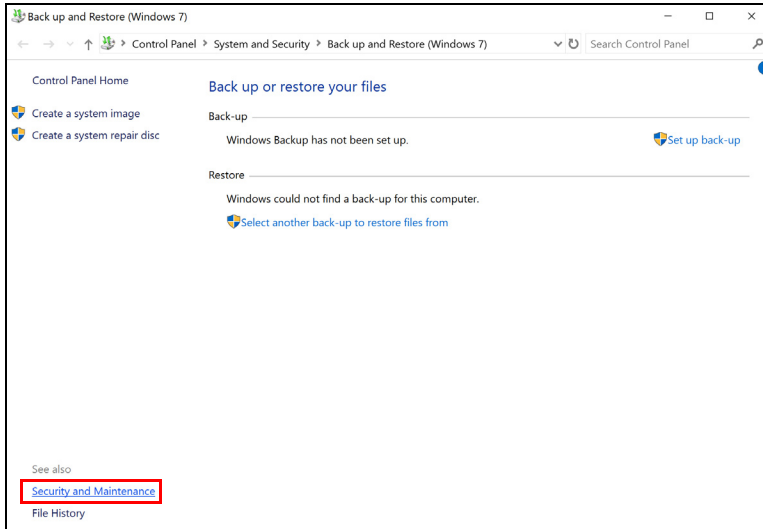 Back up and Restore (Windows 7)
Control Panel > System and Security > Back up and Restore (Windows 7)
Search Control Panel
Control Panel Home
Create a system image
Create a system repair disc
Back up or restore your files
Back-up
Windows Backup has not been set up.
Set up back-up
Restore
Windows could not find a back-up for this computer.
Select another back-up to restore files from
See also
Security and Maintenance
File History